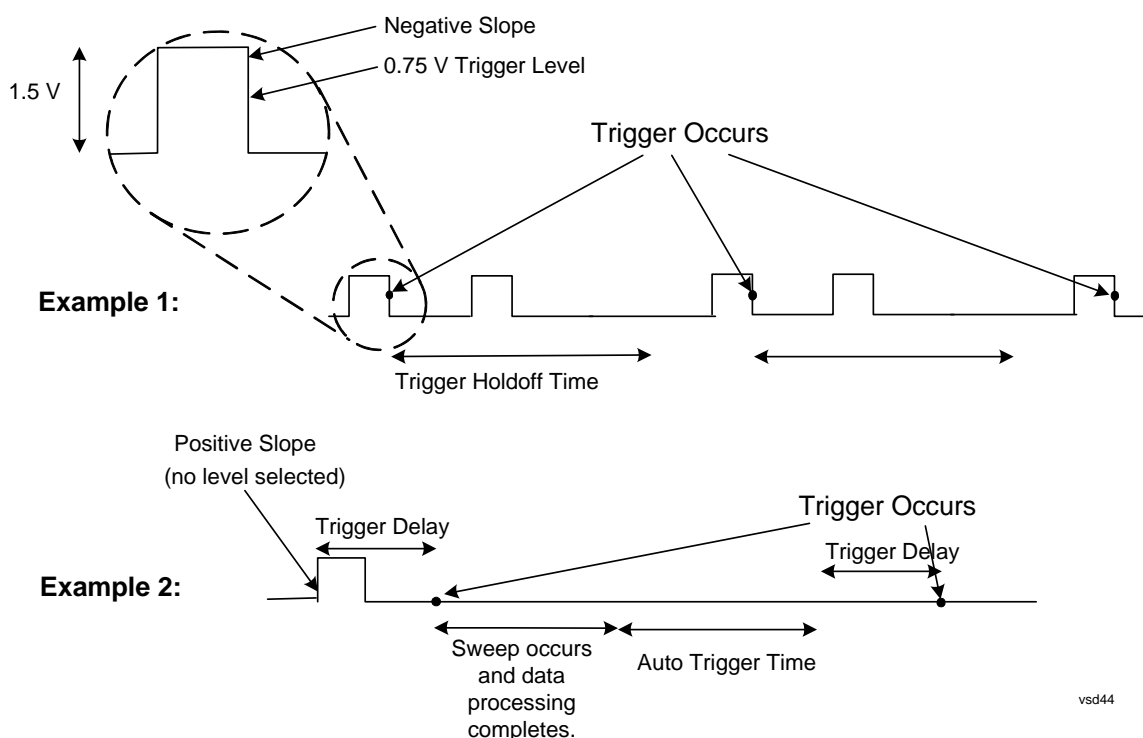 Negative Slope
0.75 V Trigger Level
1.5 V
Trigger Occurs
Example 1:
Trigger Holdoff Time
Positive Slope
(no level selected)
Trigger Delay
Trigger Occurs
Trigger Delay
Example 2:
Sweep occurs
and data
processing
completes.
Auto Trigger Time
vsd44